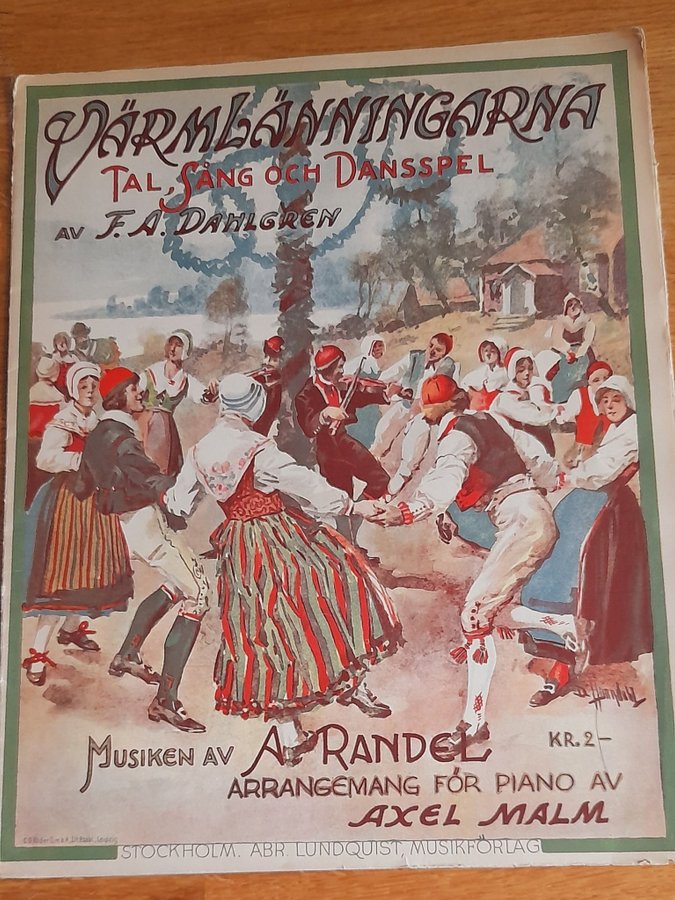 VÄRMLÄNNINGARNA
TAL, SÅNG OCH DANSSPEL
AV F. A. DAHLGREN
MUSIKEN AV A. RANDEL
KR. 2-
ARRANGEMANG FÖR PIANO AV
AXEL MALM
STOCKHOLM. ABR. LUNDQUIST, MUSIKFÖRLAG